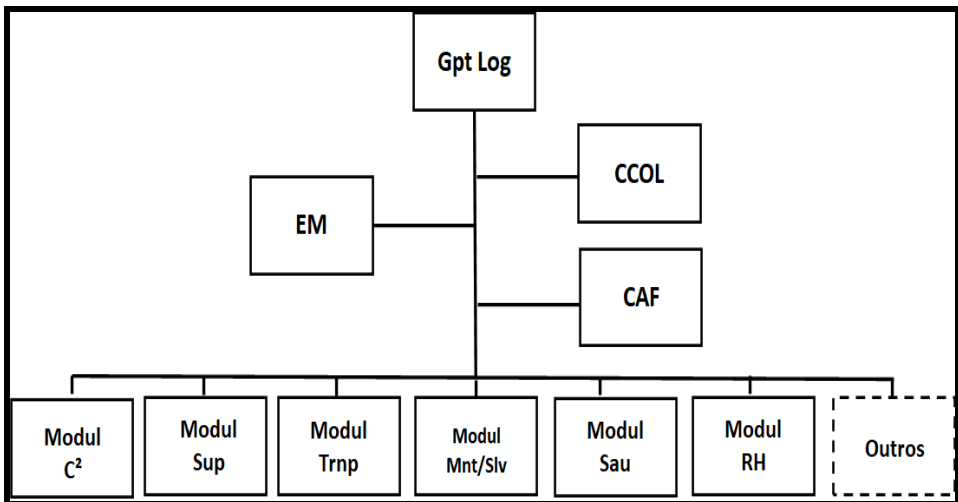 Gpt Log
CCOL
EM
CAF
Modul
C²
Modul
Sup
Modul
Trnp
Modul
Mnt/Slv
Modul
Sau
Modul
RH
Outros